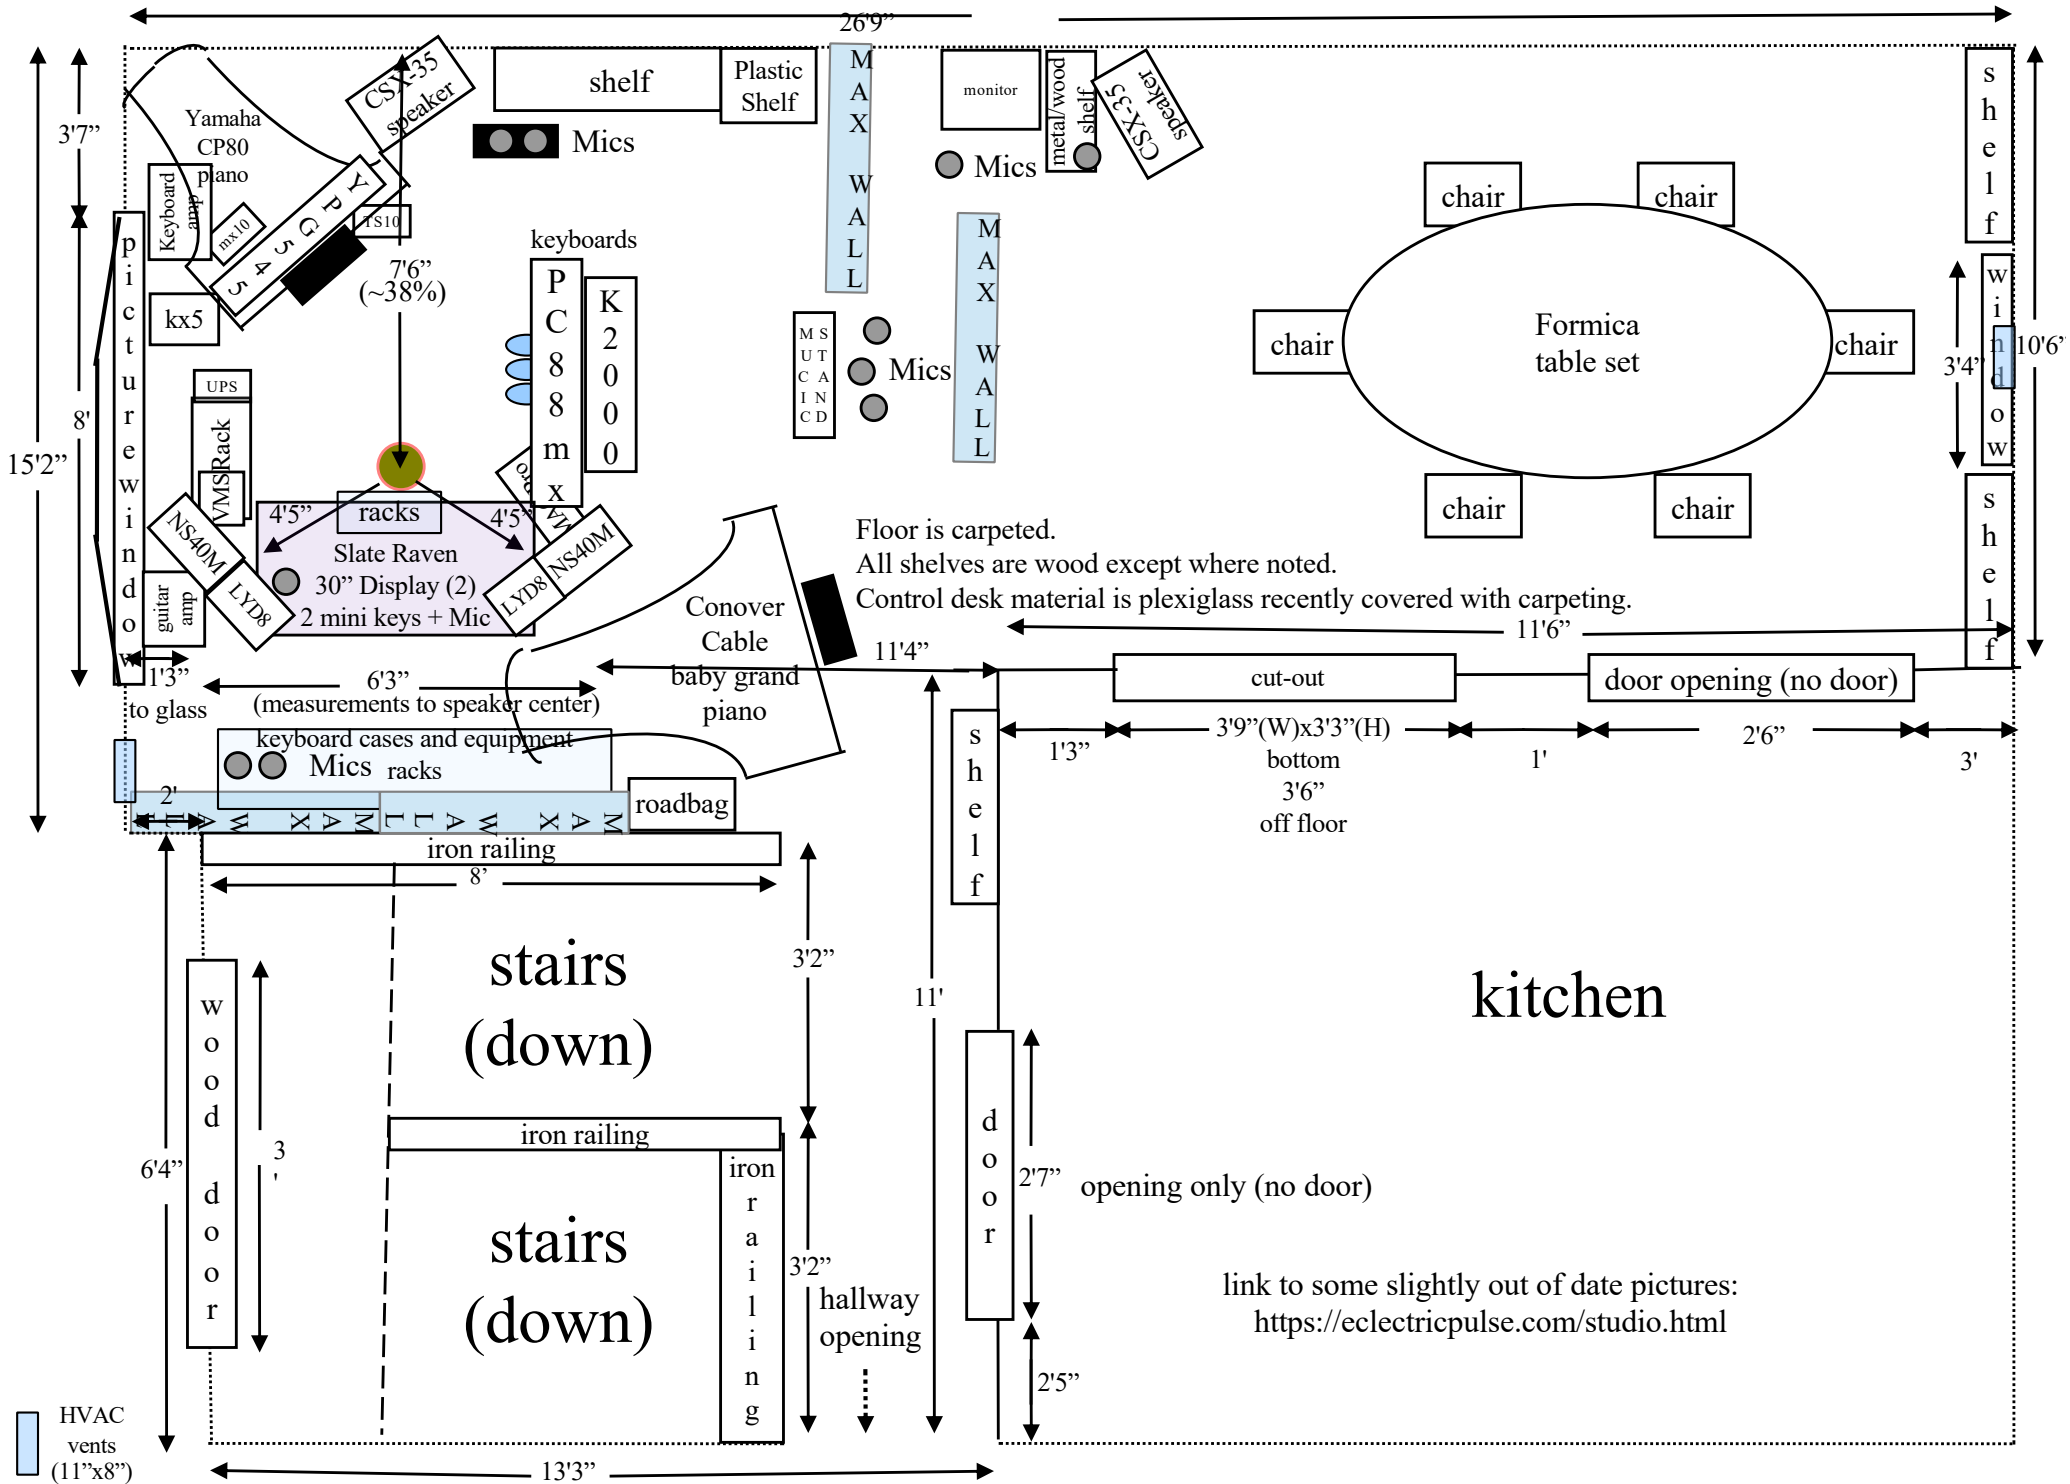 26'9”
CSX-35
speaker
shelf
Plastic
Shelf
MAX WALL
monitor
metal/wood
shelf
CSX-35
speaker
shelf
3'7”
Yamaha
CP80
piano
Mics
Mics
Keyboard
amp
mx10
YPG545
TS10
chair
chair
picture window
7'6”
(~38%)
keyboards
PC88mx
K2000
MAX WALL
kx5
MUCIC
STAND
Mics
chair
Formica
table set
chair
window
3'4”
10'6”
UPS
8'
15'2”
VMSRack
racks
4'5”
4'5”
NS40M
LYD8
Slate Raven
30” Display (2)
2 mini keys + Mic
LYD8
NS40M
guitar
amp
chair
chair
shelf
Floor is carpeted.
All shelves are wood except where noted.
Control desk material is plexiglass recently covered with carpeting.
Conover
Cable
baby grand
piano
11'4”
11'6”
1'3”
to glass
6'3”
(measurements to speaker center)
cut-out
door opening (no door)
keyboard cases and equipment
racks
Mics
shelf
1'3”
3'9”(W)x3'3”(H)
bottom
3'6”
off floor
1'
2'6”
3'
2'
MAX WALL
MAX WALL
roadbag
iron railing
8'
stairs
(down)
3'2”
wood door
3'
11'
kitchen
iron railing
iron railing
6'4”
door
2'7”
opening only (no door)
stairs
(down)
3'2”
hallway
opening
link to some slightly out of date pictures:
https://eclectricpulse.com/studio.html
2'5”
HVAC
vents
(11”x8”)
13'3”